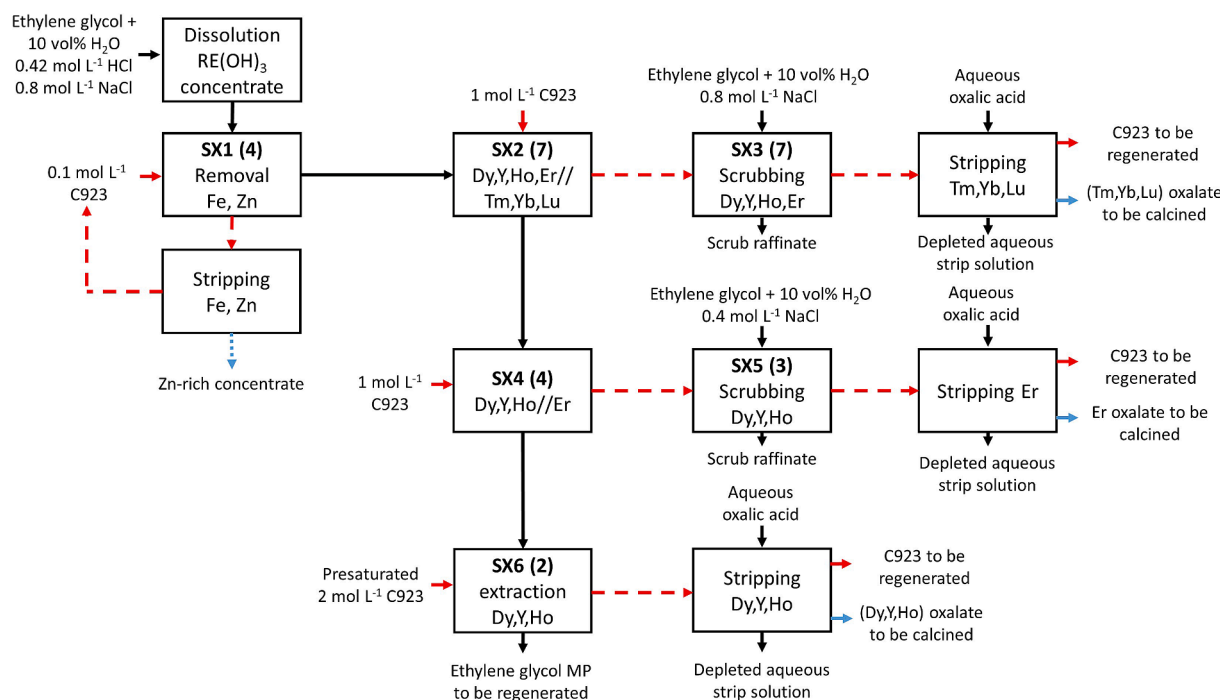 Ethylene glycol +
10 vol% H₂O
0.42 mol L⁻¹ HCl
0.8 mol L⁻¹ NaCl
Dissolution
RE(OH)₃
concentrate
0.1 mol L⁻¹
C923
SX1 (4)
Removal
Fe, Zn
Stripping
Fe, Zn
Zn-rich concentrate
1 mol L⁻¹ C923
SX2 (7)
Dy,Y,Ho,Er//
Tm,Yb,Lu
Ethylene glycol + 10 vol% H₂O
0.8 mol L⁻¹ NaCl
SX3 (7)
Scrubbing
Dy,Y,Ho,Er
Scrub raffinate
Aqueous
oxalic acid
Stripping
Tm,Yb,Lu
C923 to be
regenerated
(Tm,Yb,Lu) oxalate
to be calcined
Depleted aqueous
strip solution
1 mol L⁻¹
C923
SX4 (4)
Dy,Y,Ho//Er
Ethylene glycol + 10 vol% H₂O
0.4 mol L⁻¹ NaCl
SX5 (3)
Scrubbing
Dy,Y,Ho
Scrub raffinate
Aqueous
oxalic acid
Stripping Er
C923 to be
regenerated
Er oxalate to be
calcined
Depleted aqueous
strip solution
Presaturated
2 mol L⁻¹ C923
SX6 (2)
extraction
Dy,Y,Ho
Ethylene glycol MP
to be regenerated
Aqueous
oxalic acid
Stripping
Dy,Y,Ho
C923 to be
regenerated
(Dy,Y,Ho) oxalate
to be calcined
Depleted aqueous
strip solution